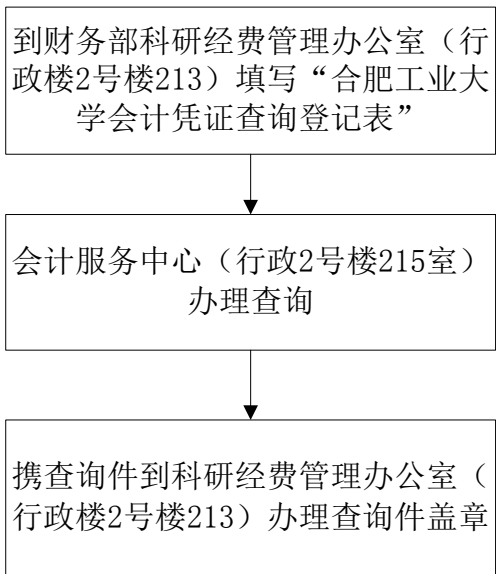 到财务部科研经费管理办公室（行
政楼2号楼213）填写“合肥工业大
学会计凭证查询登记表”
会计服务中心（行政2号楼215室）
办理查询
携查询件到科研经费管理办公室（
行政楼2号楼213）办理查询件盖章